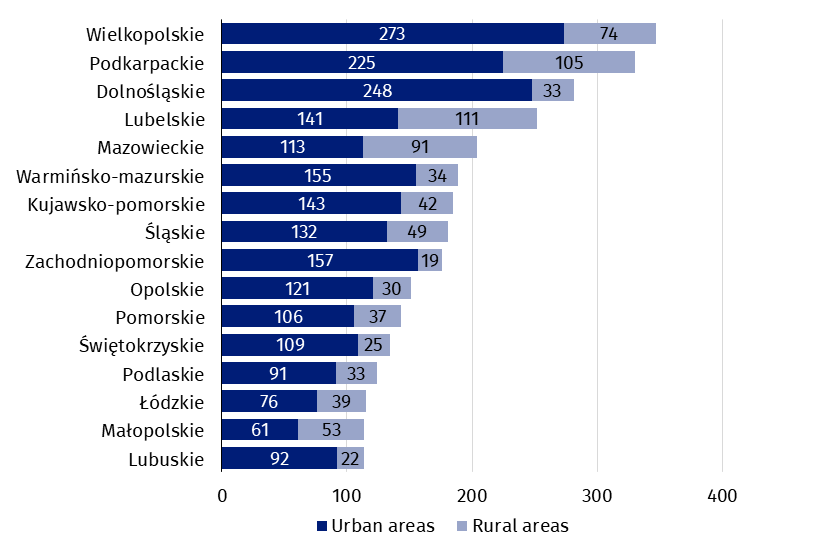 Wielkopolskie 273 74
Podkarpackie 225 105
Dolnośląskie 248 33
Lubelskie 141 111
Mazowieckie 113 91
Warmińsko-mazurskie 155 34
Kujawsko-pomorskie 143 42
Śląskie 132 49
Zachodniopomorskie 157 19
Opolskie 121 30
Pomorskie 106 37
Świętokrzyskie 109 25
Podlaskie 91 33
Łódzkie 76 39
Małopolskie 61 53
Lubuskie 92 22
0 100 200 300 400
Urban areas Rural areas